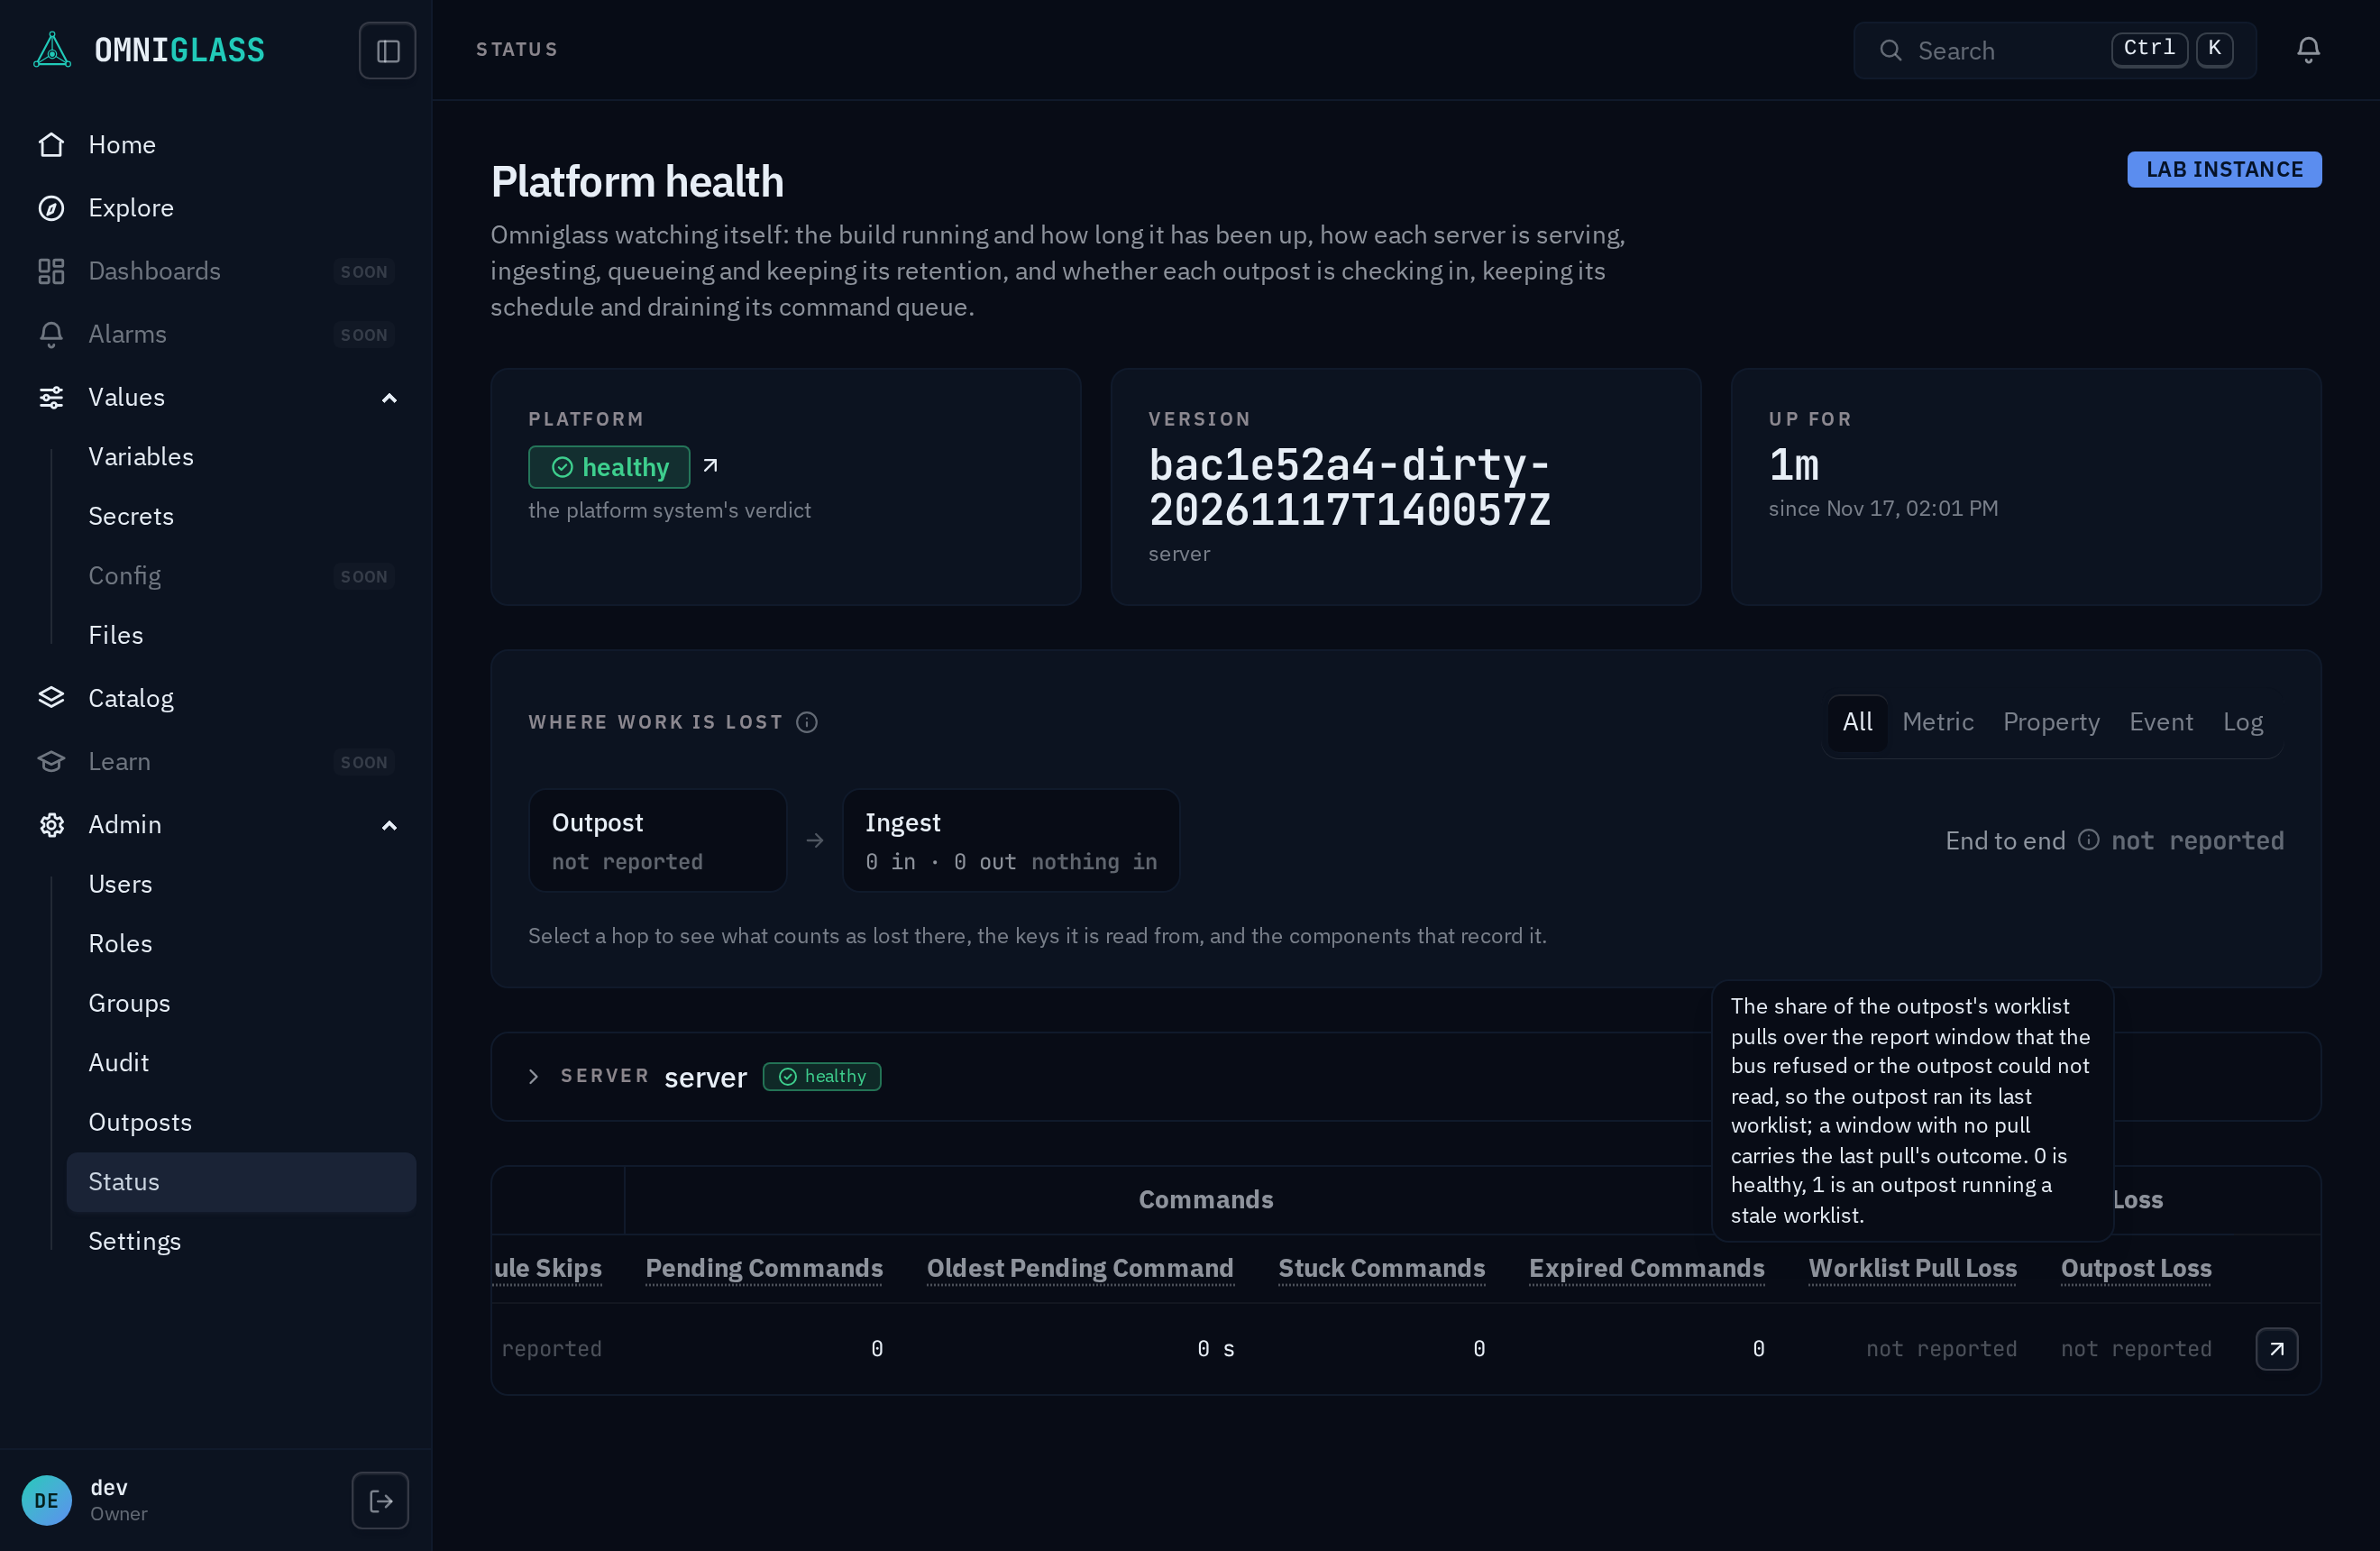 OMNIGLASS
Home
Explore
Dashboards SOON
Alarms SOON
Values
Variables
Secrets
Config SOON
Files
Catalog
Learn SOON
Admin
Users
Roles
Groups
Audit
Outposts
Status
Settings
DE
dev
Owner
STATUS
Search Ctrl K
Platform health
LAB INSTANCE
Omniglass watching itself: the build running and how long it has been up, how each server is serving,
ingesting, queueing and keeping its retention, and whether each outpost is checking in, keeping its
schedule and draining its command queue.
PLATFORM
healthy
the platform system's verdict
VERSION
bac1e52a4-dirty-
20261117T140057Z
server
UP FOR
1m
since Nov 17, 02:01 PM
WHERE WORK IS LOST
All Metric Property Event Log
Outpost
not reported
Ingest
0 in · 0 out nothing in
End to end not reported
Select a hop to see what counts as lost there, the keys it is read from, and the components that record it.
SERVER server healthy
The share of the outpost's worklist
pulls over the report window that the
bus refused or the outpost could not
read, so the outpost ran its last
worklist; a window with no pull
carries the last pull's outcome. 0 is
healthy, 1 is an outpost running a
stale worklist.
Commands Loss
ule Skips Pending Commands Oldest Pending Command Stuck Commands Expired Commands Worklist Pull Loss Outpost Loss
reported 0 0 s 0 0 not reported not reported